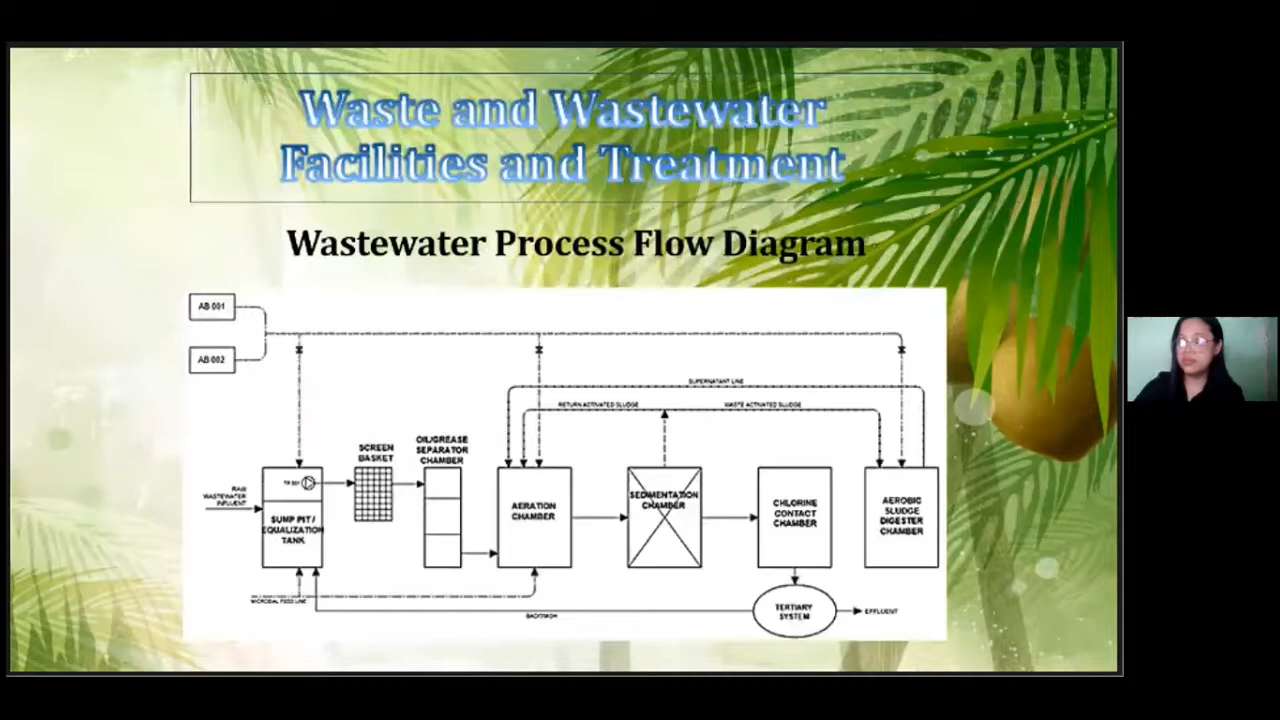 Waste and Wastewater
Facilities and Treatment
Wastewater Process Flow Diagram
AB 001
AB 002
SUPERNATANT LINE
RETURN ACTIVATED SLUDGE
WASTE ACTIVATED SLUDGE
SCREEN
BASKET
OIL/GREASE
SEPARATOR
CHAMBER
RAW
WASTEWATER
INFLUENT
SUMP PIT /
EQUALIZATION
TANK
AERATION
CHAMBER
SEDIMENTATION
CHAMBER
CHLORINE
CONTACT
CHAMBER
AEROBIC
SLUDGE
DIGESTER
CHAMBER
MICROBIAL FEED LINE
BACKWASH
TERTIARY
SYSTEM
EFFLUENT